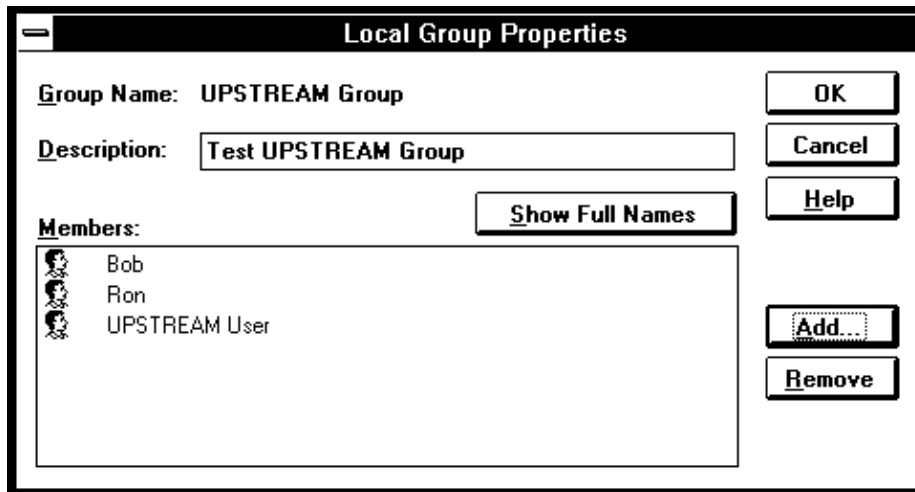 Local Group Properties
Group Name: UPSTREAM Group
OK
Description: Test UPSTREAM Group
Cancel
Show Full Names
Help
Members:
Bob
Ron
UPSTREAM User
Add...
Remove